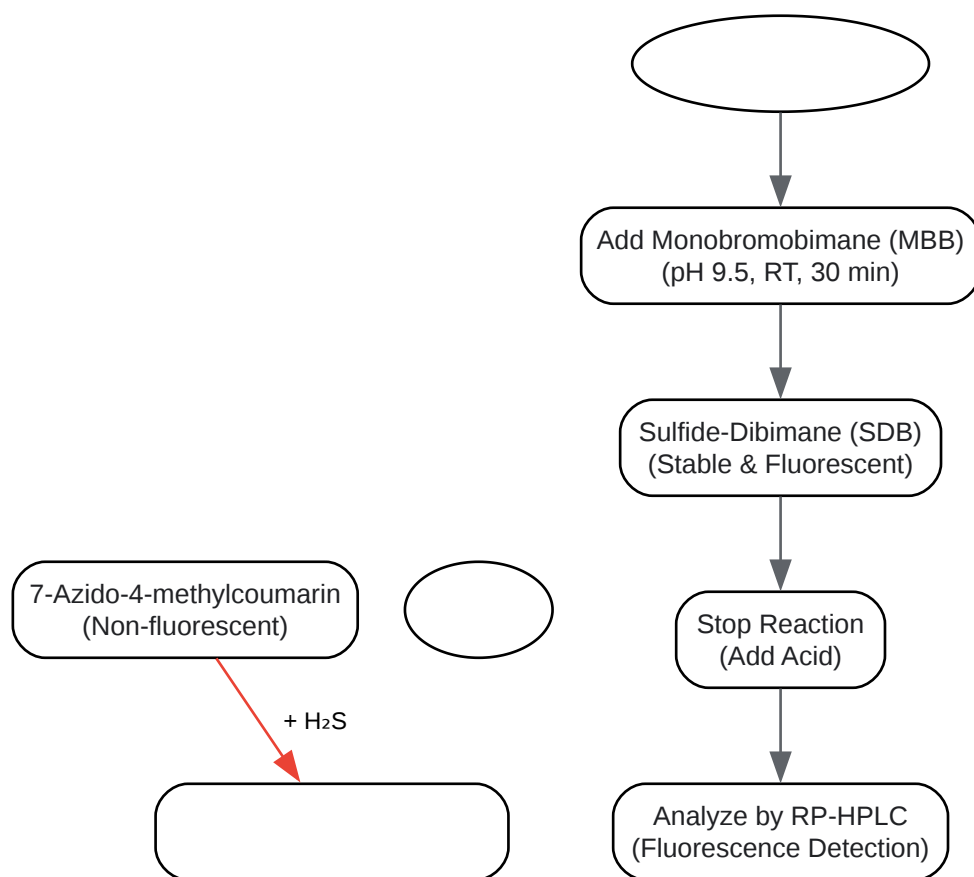 Add Monobromobimane (MBB)
(pH 9.5, RT, 30 min)
Sulfide-Dibimane (SDB)
(Stable & Fluorescent)
7-Azido-4-methylcoumarin
(Non-fluorescent)
Stop Reaction
(Add Acid)
+ H₂S
Analyze by RP-HPLC
(Fluorescence Detection)